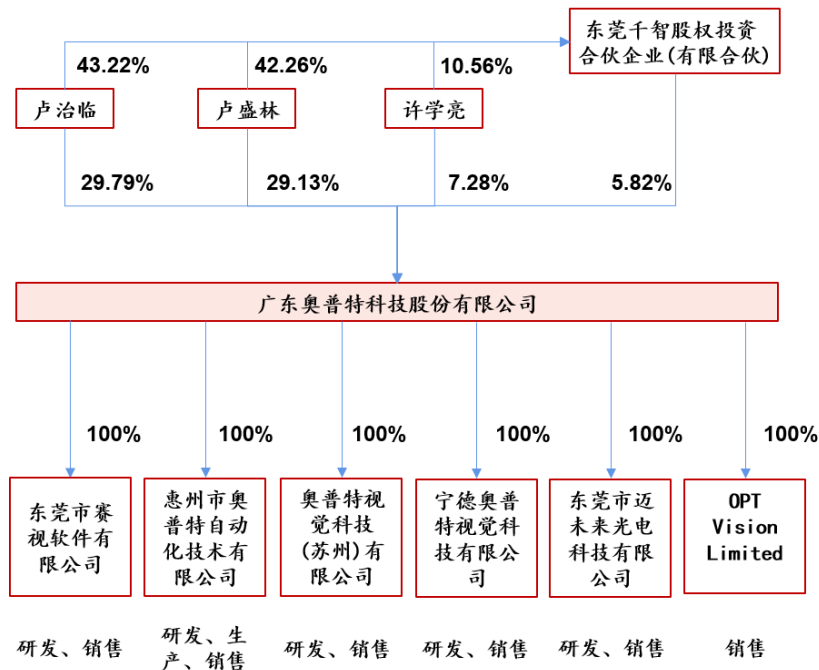 东莞千智股权投资
合伙企业(有限合伙)
43.22%
42.26%
10.56%
卢治临
卢盛林
许学亮
29.79%
29.13%
7.28%
5.82%
广东奥普特科技股份有限公司
100%
100%
100%
100%
100%
100%
东莞市赛
视软件有
限公司
惠州市奥
普特自动
化技术有
限公司
奥普特视
觉科技
(苏州)有
限公司
宁德奥普
特视觉科
技有限公
司
东莞市迈
未来光电
科技有限
公司
OPT
Vision
Limited
研发、销售
研发、生
产、销售
研发、销售
研发、销售
研发、销售
销售